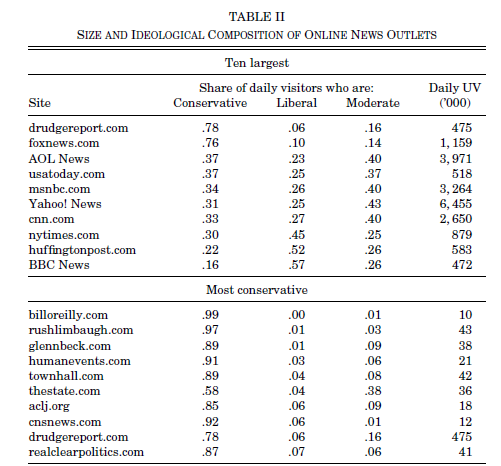 TABLE II
SIZE AND IDEOLOGICAL COMPOSITION OF ONLINE NEWS OUTLETS
Ten largest
Share of daily visitors who are: Daily UV
Site Conservative Liberal Moderate ('000)
drudgereport.com .78 .06 .16 475
foxnews.com .76 .10 .14 1, 159
AOL News .37 .23 .40 3, 971
usatoday.com .37 .25 .37 518
msnbc.com .34 .26 .40 3, 264
Yahoo! News .31 .25 .43 6, 455
cnn.com .33 .27 .40 2, 650
nytimes.com .30 .45 .25 879
huffingtonpost.com .22 .52 .26 583
BBC News .16 .57 .26 472
Most conservative
billoreilly.com .99 .00 .01 10
rushlimbaugh.com .97 .01 .03 43
glennbeck.com .89 .01 .09 38
humanevents.com .91 .03 .06 21
townhall.com .89 .04 .08 42
thestate.com .58 .04 .38 36
aclj.org .85 .06 .09 18
cnsnews.com .92 .06 .01 12
drudgereport.com .78 .06 .16 475
realclearpolitics.com .87 .07 .06 41